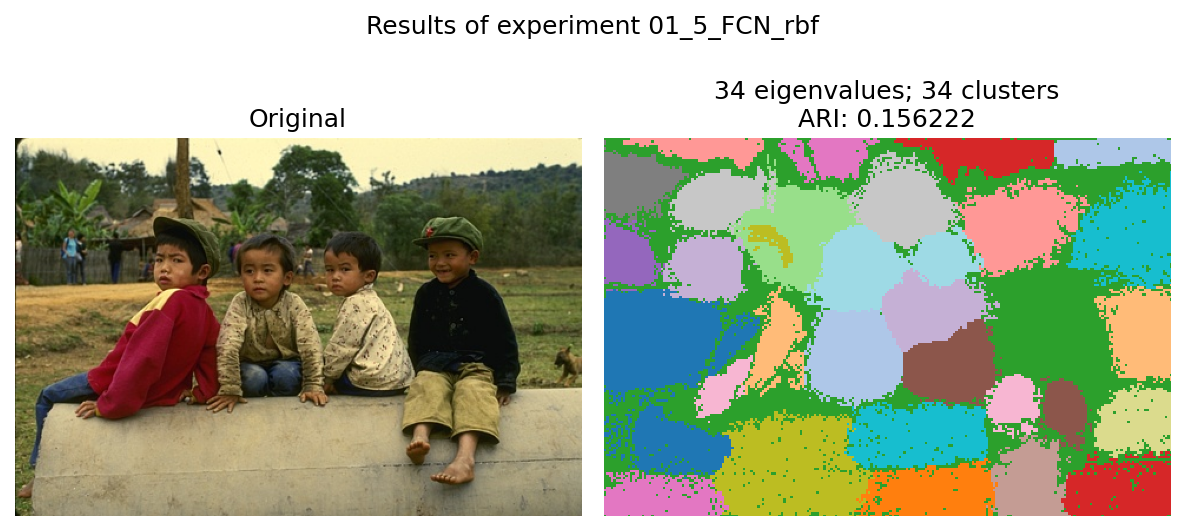 Results of experiment 01_5_FCN_rbf
Original
34 eigenvalues; 34 clusters
ARI: 0.156222